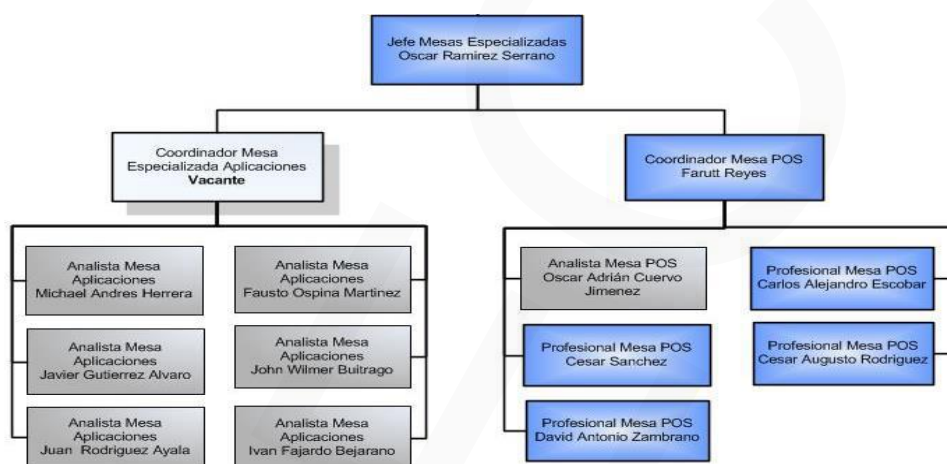 Jefe Mesas Especializadas
Oscar Ramírez Serrano
Coordinador Mesa
Especializada Aplicaciones
Vacante
Coordinador Mesa POS
Farutt Reyes
Analista Mesa
Aplicaciones
Michael Andres Herrera
Analista Mesa
Aplicaciones
Fausto Ospina Martinez
Analista Mesa POS
Oscar Adrián Cuervo
Jimenez
Profesional Mesa POS
Carlos Alejandro Escobar
Analista Mesa
Aplicaciones
Javier Gutierrez Alvaro
Analista Mesa
Aplicaciones
John Wilmer Buitrago
Profesional Mesa POS
Cesar Sanchez
Profesional Mesa POS
Cesar Augusto Rodriguez
Analista Mesa
Aplicaciones
Juan Rodriguez Ayala
Analista Mesa
Aplicaciones
Ivan Fajardo Bejarano
Profesional Mesa POS
David Antonio Zambrano